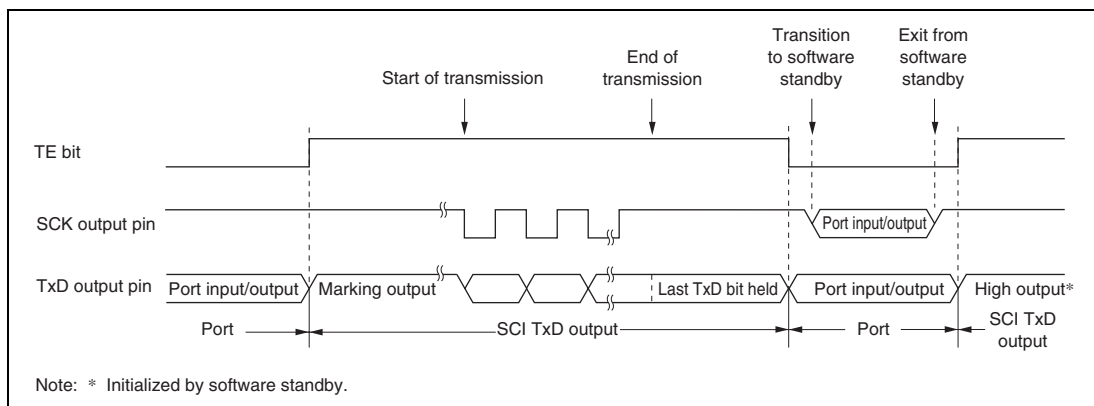 Transition
to software
standby
Exit from
software
standby
End of
transmission
Start of transmission
TE bit
SCK output pin
Port input/output
TxD output pin
Port input/output
Marking output
Last TxD bit held
Port input/output
High output*
Port
SCI TxD output
Port
SCI TxD
output
Note: * Initialized by software standby.